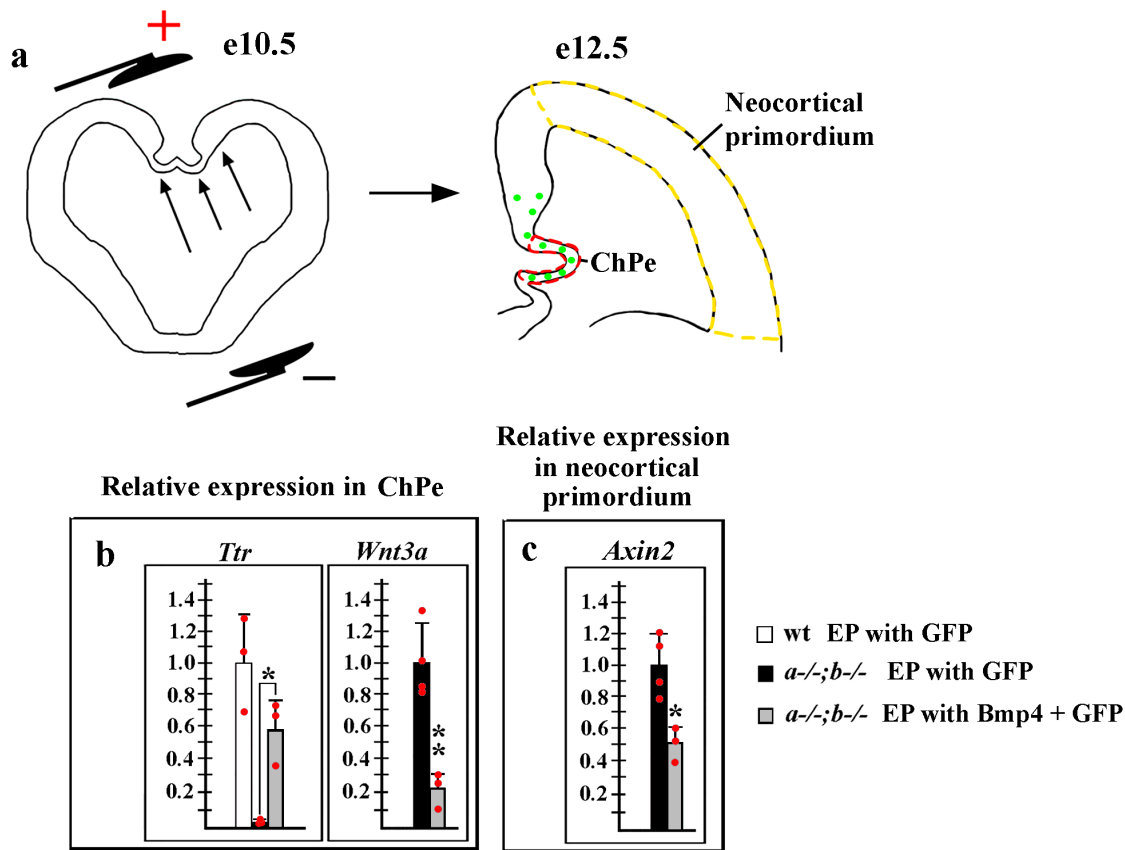 a
+
e10.5
e12.5
Neocortical
primordium
ChPe
−
Relative expression in ChPe
Relative expression
in neocortical
primordium
b
Ttr
1.4
1.2
1.0
0.8
0.6
0.4
0.2
*
Wnt3a
1.4
1.2
1.0
0.8
0.6
0.4
0.2
*
*
c
Axin2
1.4
1.2
1.0
0.8
0.6
0.4
0.2
*
wt EP with GFP
a-/-;b-/- EP with GFP
a-/-;b-/- EP with Bmp4 + GFP